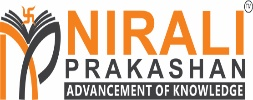 NIRALI
PRAKASHAN
ADVANCEMENT OF KNOWLEDGE